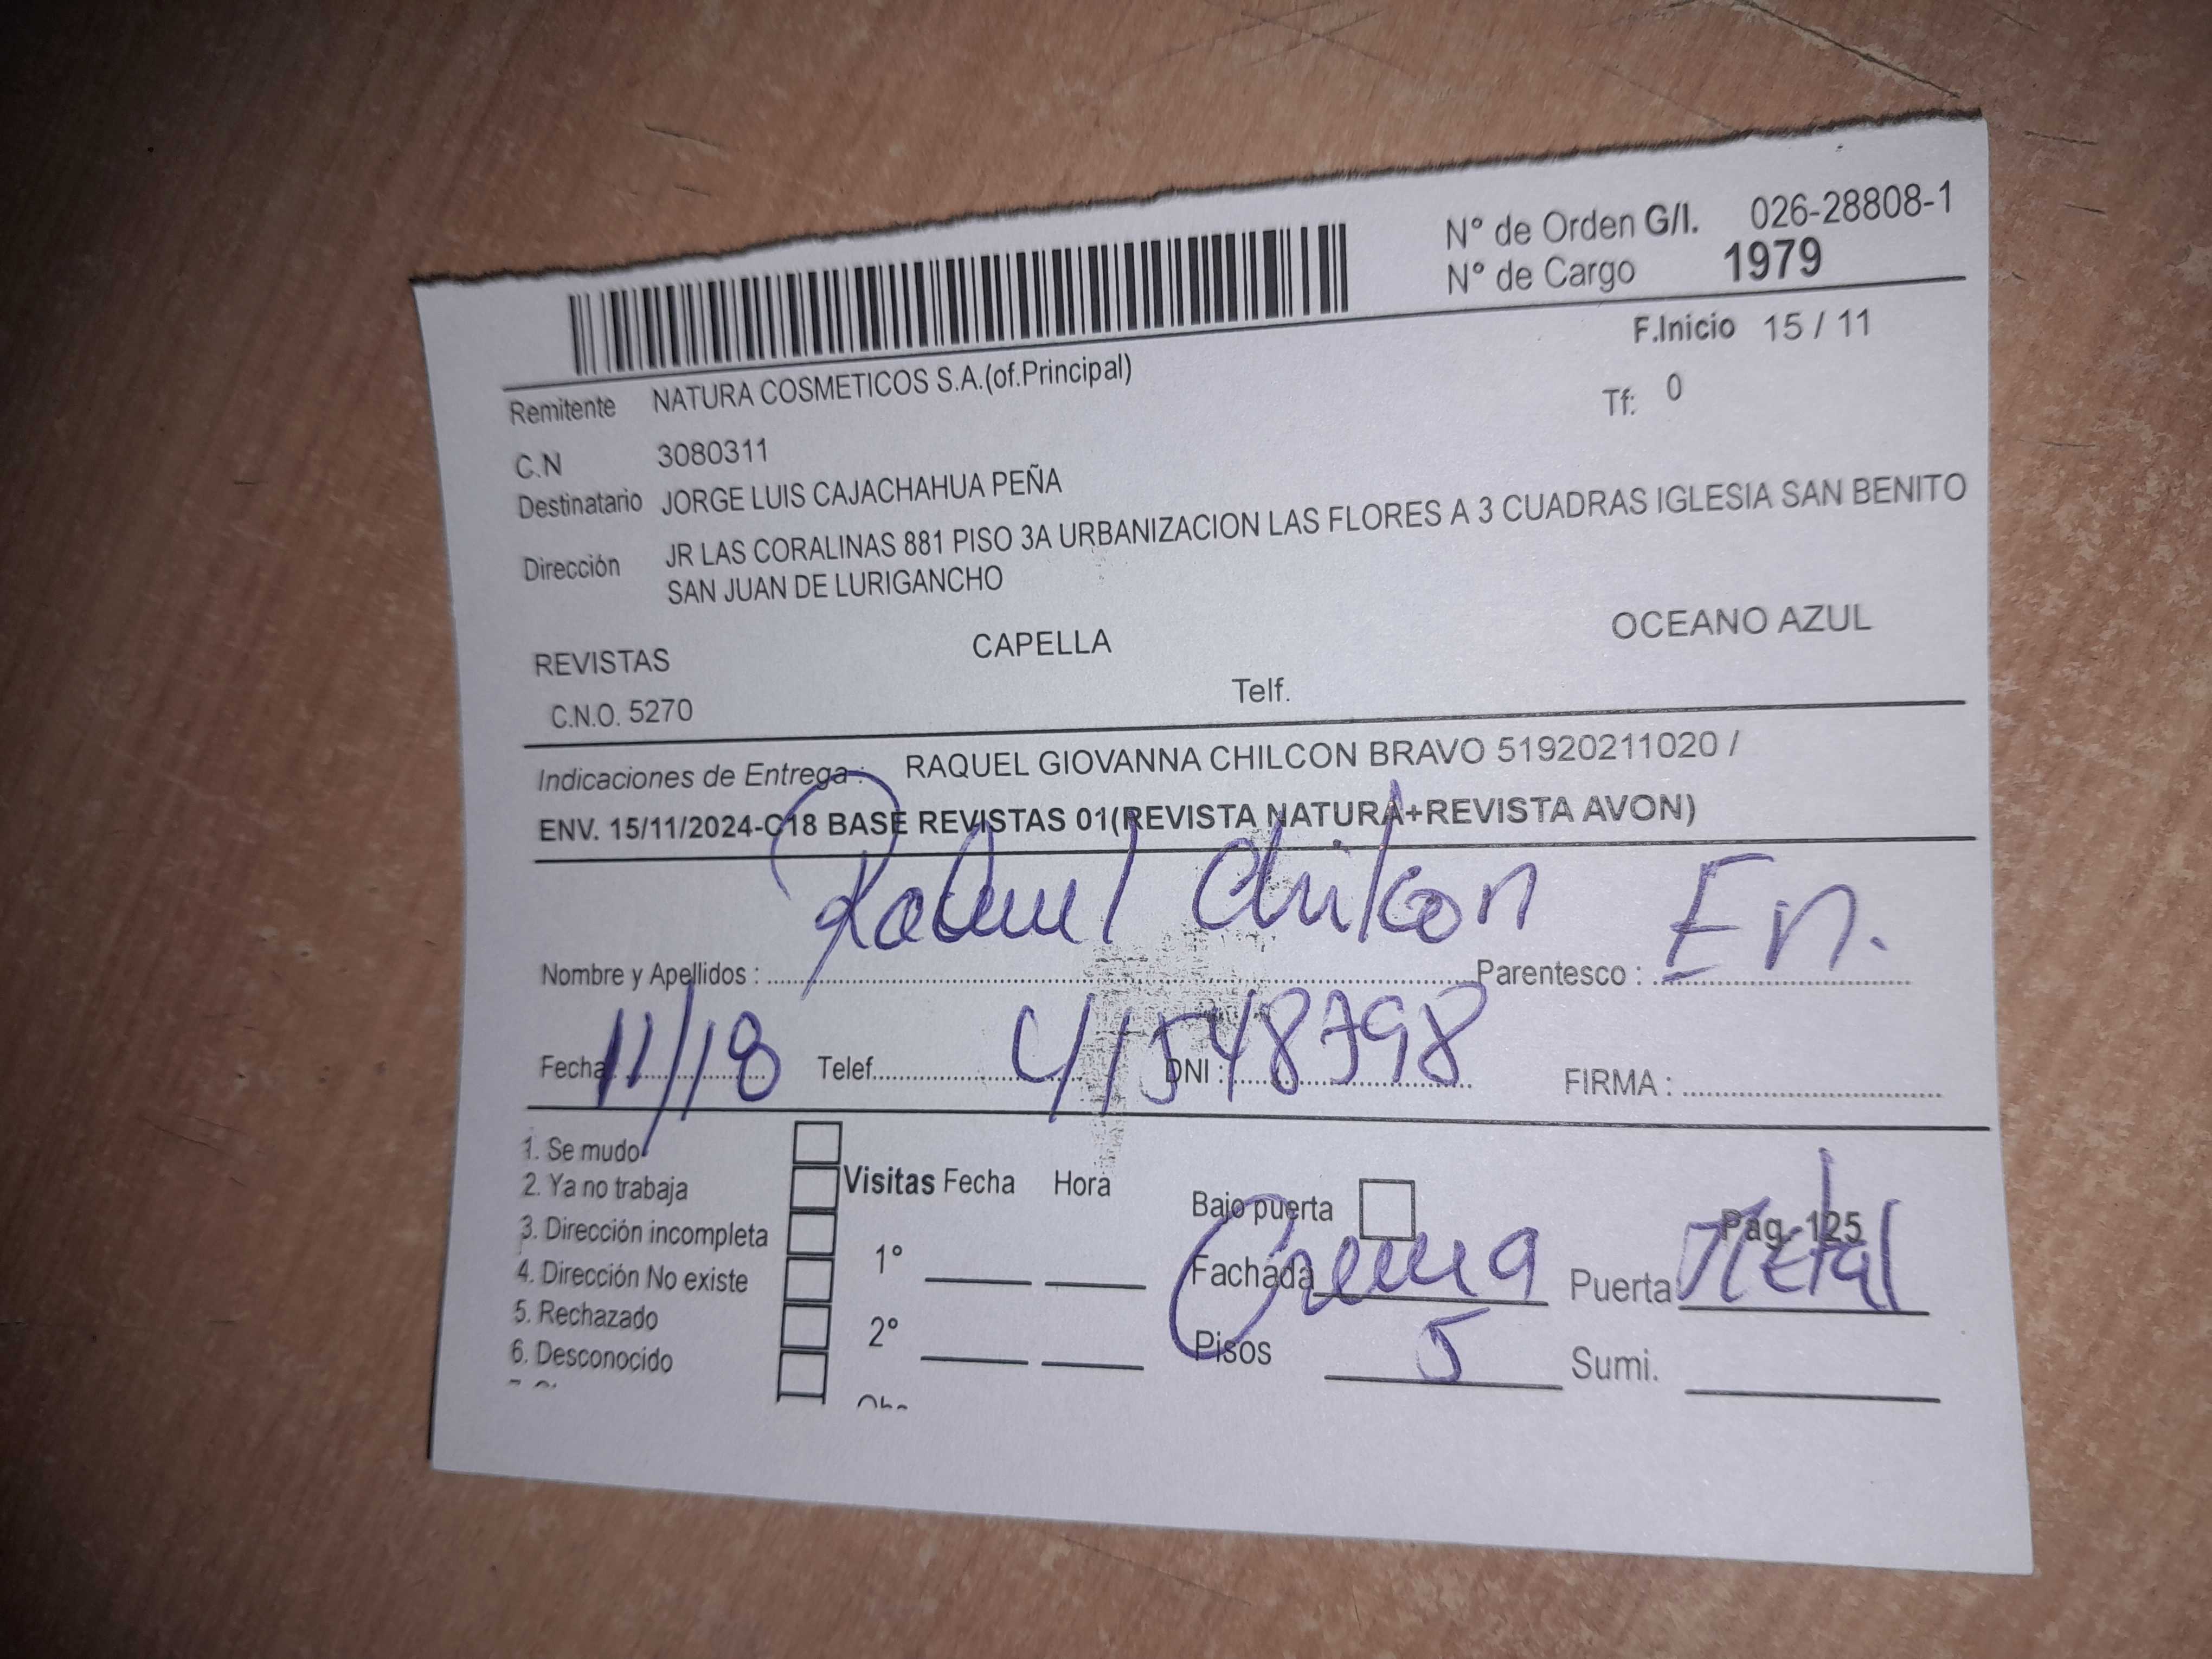 N° de Orden G/I. 026-28808-1
N° de Cargo 1979
F.Inicio 15 / 11
Remitente NATURA COSMETICOS S.A.(of.Principal)
Tf: 0
C.N 3080311
Destinatario JORGE LUIS CAJACHAHUA PEÑA
Dirección JR LAS CORALINAS 881 PISO 3A URBANIZACION LAS FLORES A 3 CUADRAS IGLESIA SAN BENITO
SAN JUAN DE LURIGANCHO
REVISTAS CAPELLA OCEANO AZUL
C.N.O. 5270 Telf.
Indicaciones de Entrega : RAQUEL GIOVANNA CHILCON BRAVO 51920211020 /
ENV. 15/11/2024-C18 BASE REVISTAS 01(REVISTA NATURA+REVISTA AVON)
Nombre y Apellidos : Raquel Chilcon Parentesco : En.
Fecha: 11/18 Telef. DNI : 41548798 FIRMA :
1. Se mudo
2. Ya no trabaja
3. Dirección incompleta
4. Dirección No existe
5. Rechazado
6. Desconocido
Visitas Fecha Hora
1°
2°
Bajo puerta
Pag.-125
Fachada Crema Puerta Metal
Pisos 5 Sumi.